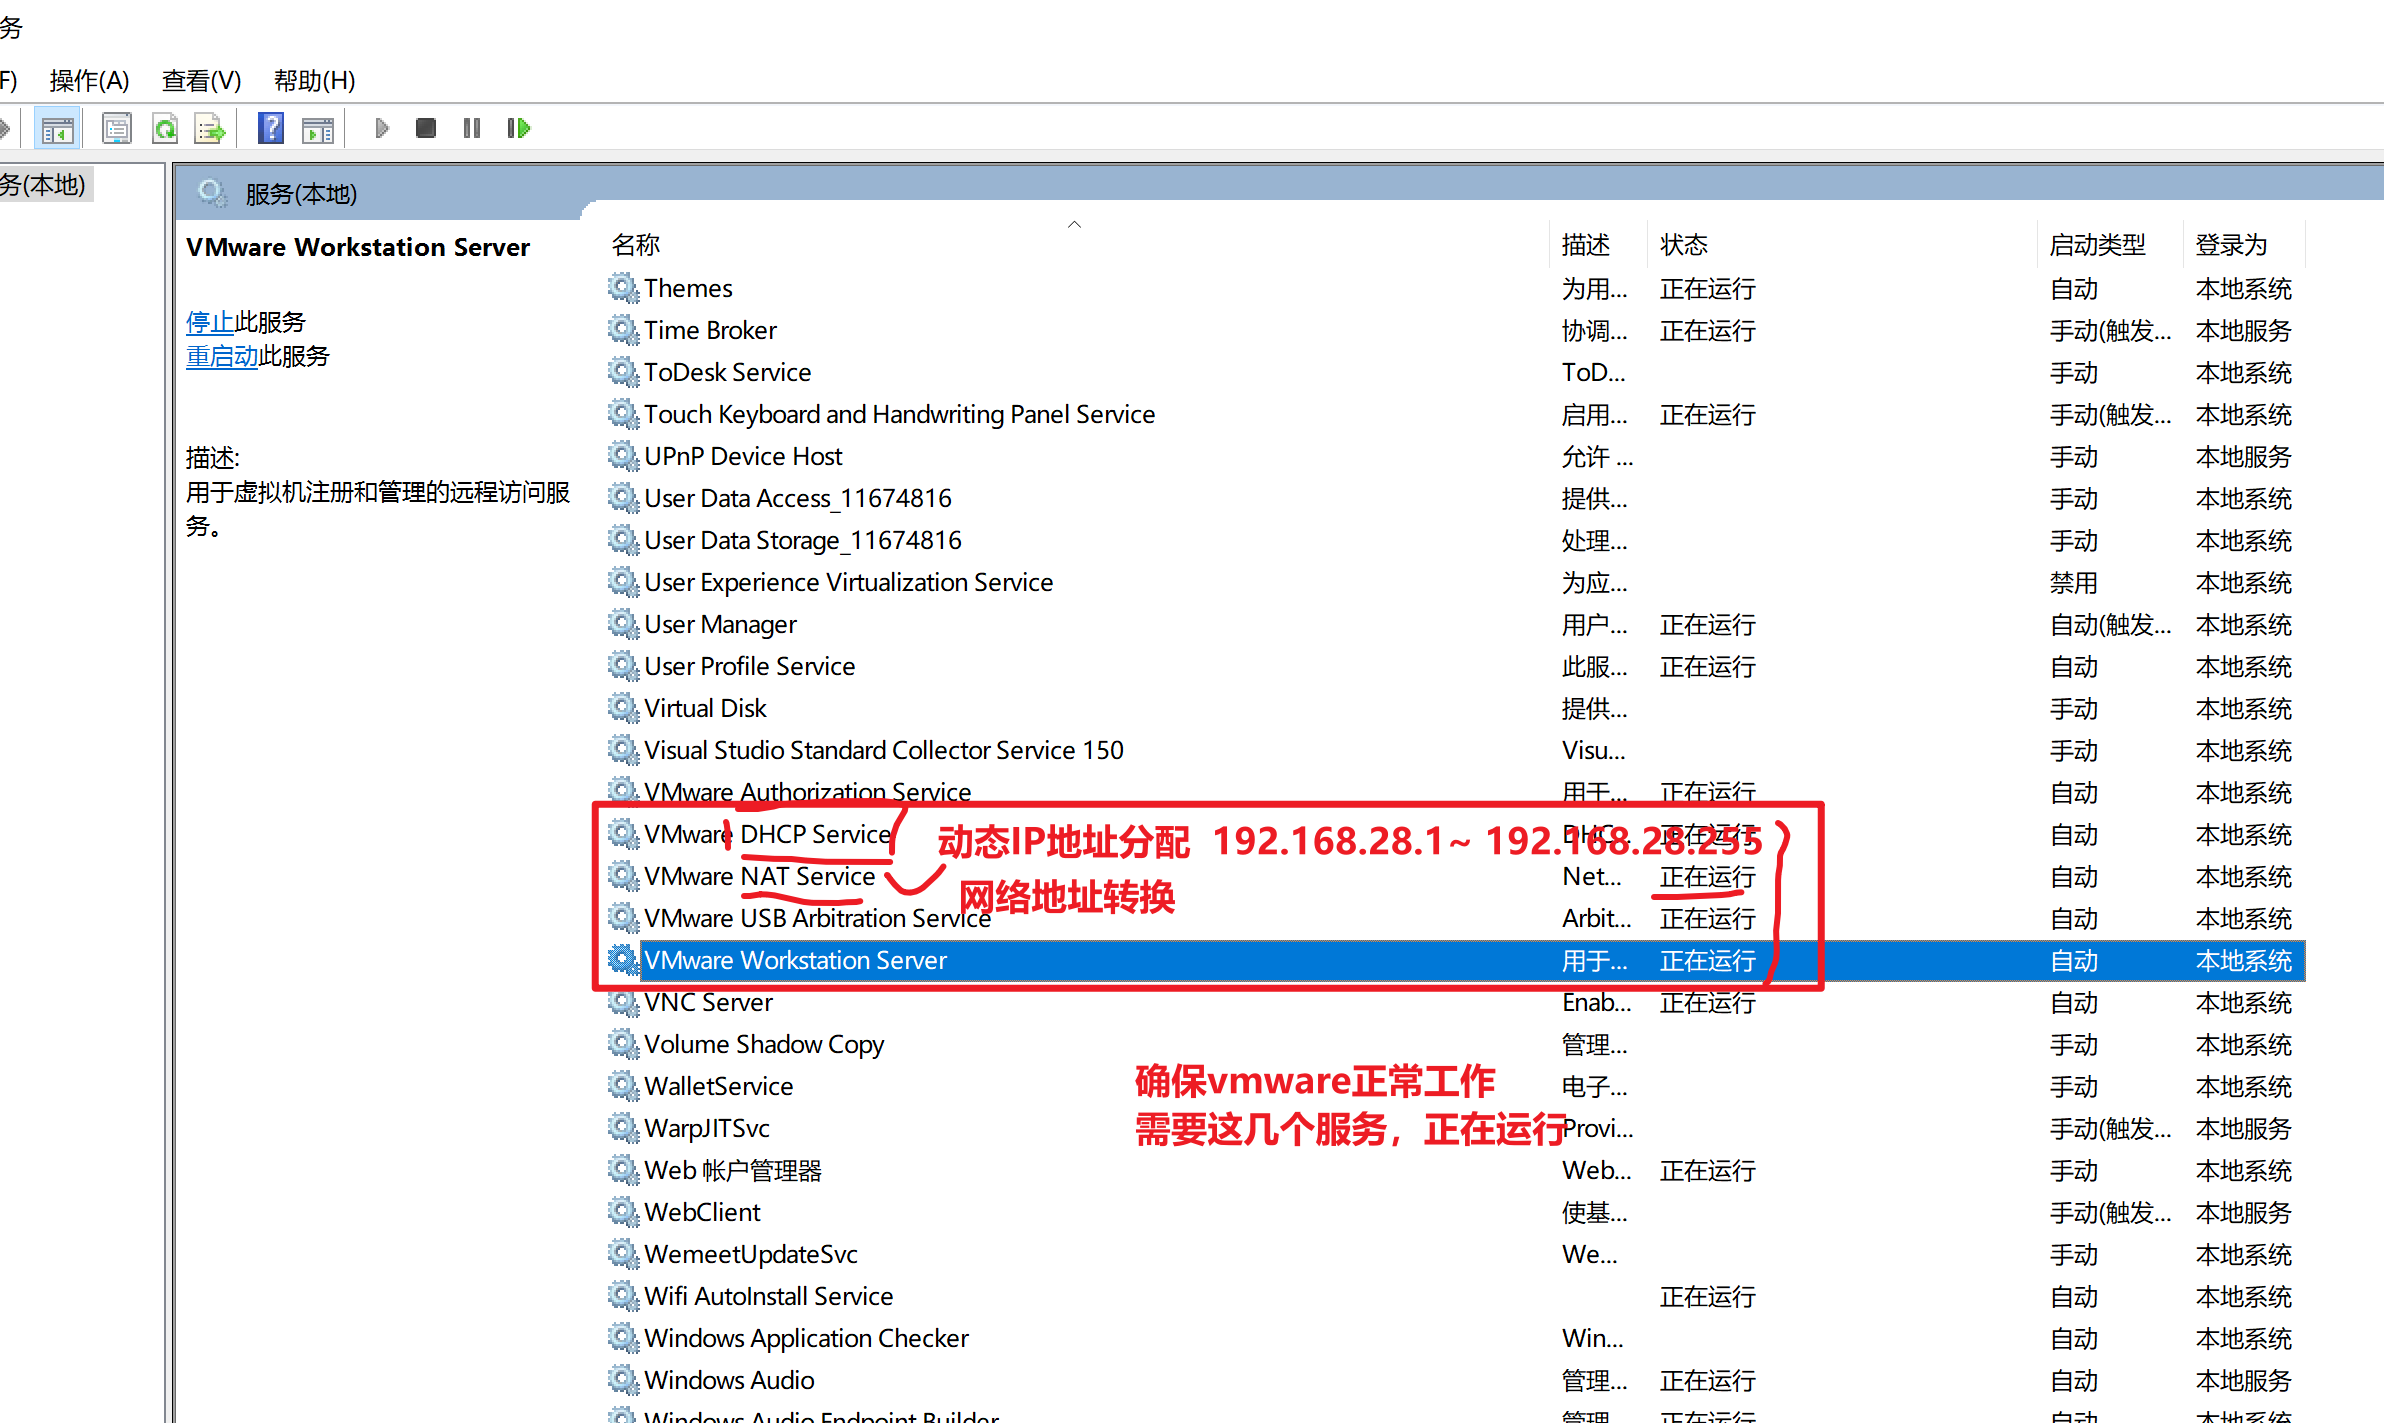 务
F) 操作(A) 查看(V) 帮助(H)
务(本地)
服务(本地)
VMware Workstation Server
停止此服务
重启动此服务
描述:
用于虚拟机注册和管理的远程访问服
务。
名称 描述 状态 启动类型 登录为
Themes 为用... 正在运行 自动 本地系统
Time Broker 协调... 正在运行 手动(触发... 本地服务
ToDesk Service ToD... 手动 本地系统
Touch Keyboard and Handwriting Panel Service 启用... 正在运行 手动(触发... 本地系统
UPnP Device Host 允许 ... 手动 本地服务
User Data Access_11674816 提供... 手动 本地系统
User Data Storage_11674816 处理... 手动 本地系统
User Experience Virtualization Service 为应... 禁用 本地系统
User Manager 用户... 正在运行 自动(触发... 本地系统
User Profile Service 此服... 正在运行 自动 本地系统
Virtual Disk 提供... 手动 本地系统
Visual Studio Standard Collector Service 150 Visu... 手动 本地系统
VMware Authorization Service 用于... 正在运行 自动 本地系统
VMware DHCP Service DHC... 正在运行 自动 本地系统
动态IP地址分配 192.168.28.1~ 192.168.28.255
VMware NAT Service Net... 正在运行 自动 本地系统
网络地址转换
VMware USB Arbitration Service Arbit... 正在运行 自动 本地系统
VMware Workstation Server 用于... 正在运行 自动 本地系统
VNC Server Enab... 正在运行 自动 本地系统
Volume Shadow Copy 管理... 手动 本地系统
确保vmware正常工作
WalletService 电子... 手动 本地系统
需要这几个服务，正在运行
WarpJITSvc Provi... 手动(触发... 本地服务
Web 帐户管理器 Web... 正在运行 手动 本地系统
WebClient 使基... 手动(触发... 本地服务
WemeetUpdateSvc We... 手动 本地系统
Wifi AutoInstall Service 正在运行 自动 本地系统
Windows Application Checker Win... 自动 本地系统
Windows Audio 管理... 正在运行 自动 本地服务
Windows Audio Endpoint Builder 管理... 正在运行 自动 本地系统